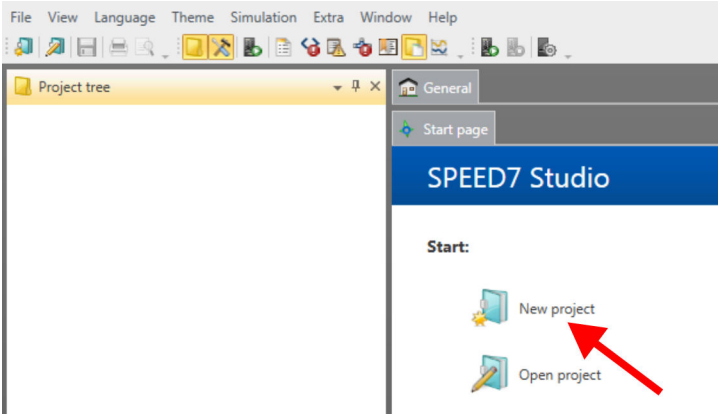 File View Language Theme Simulation Extra Window Help
Project tree
General
Start page
SPEED7 Studio
Start:
New project
Open project